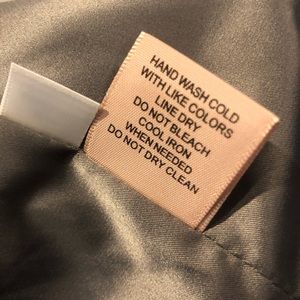 HAND WASH COLD
WITH LIKE COLORS
LINE DRY
DO NOT BLEACH
COOL IRON
WHEN NEEDED
DO NOT DRY CLEAN